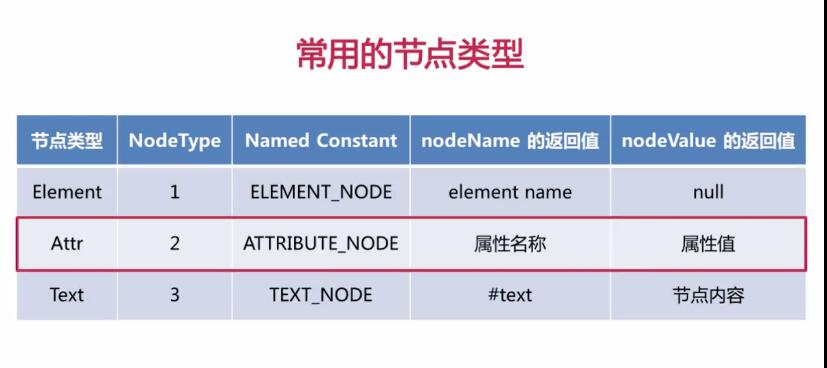 常用的节点类型
节点类型 NodeType Named Constant nodeName 的返回值 nodeValue 的返回值
Element 1 ELEMENT_NODE element name null
Attr 2 ATTRIBUTE_NODE 属性名称 属性值
Text 3 TEXT_NODE #text 节点内容